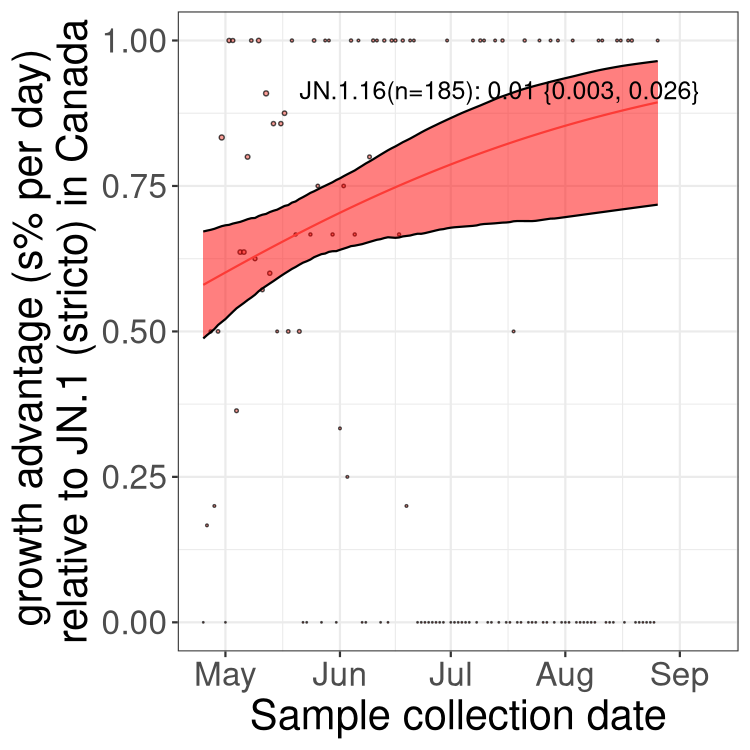 growth advantage (s% per day)
relative to JN.1 (stricto) in Canada
1.00
0.75
0.50
0.25
0.00
JN.1.16(n=185): 0.01 {0.003, 0.026}
May Jun Jul Aug Sep
Sample collection date